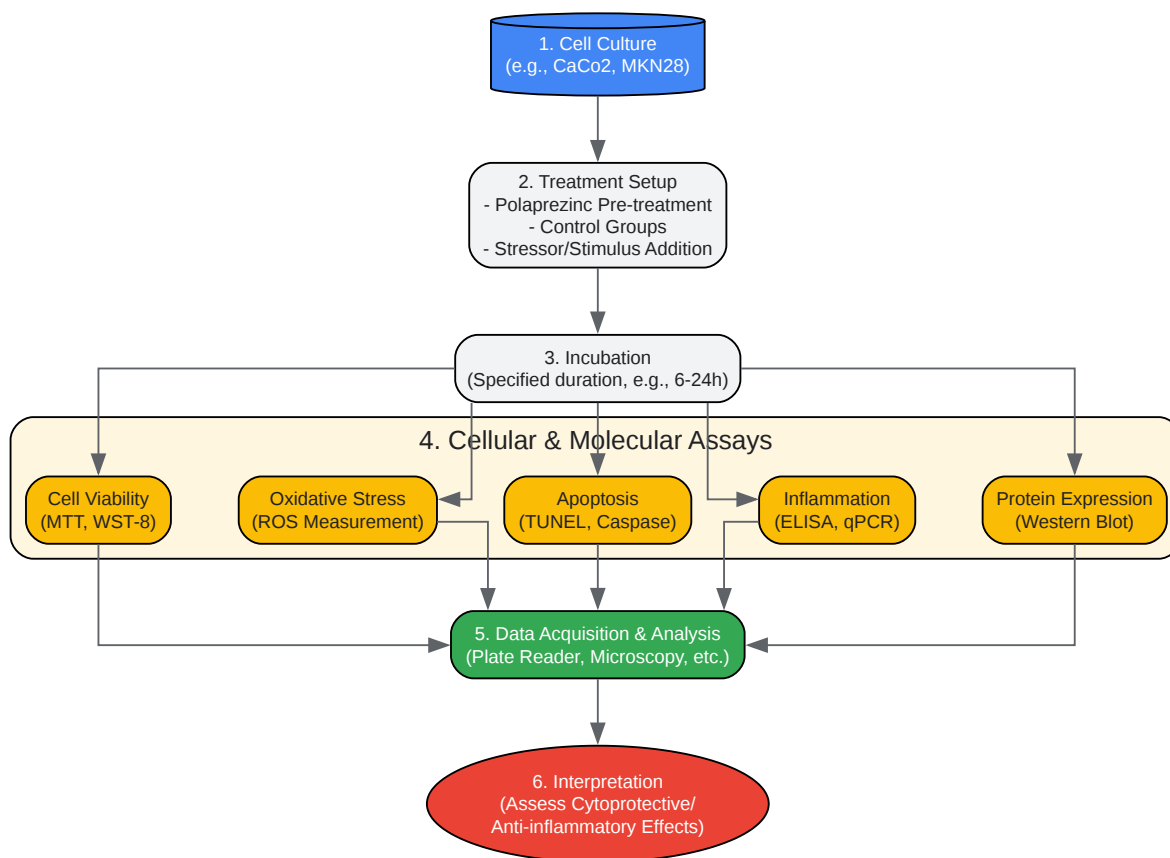 1. Cell Culture
(e.g., CaCo2, MKN28)
2. Treatment Setup
- Polaprezinc Pre-treatment
- Control Groups
- Stressor/Stimulus Addition
3. Incubation
(Specified duration, e.g., 6-24h)
4. Cellular & Molecular Assays
Cell Viability
(MTT, WST-8)
Oxidative Stress
(ROS Measurement)
Apoptosis
(TUNEL, Caspase)
Inflammation
(ELISA, qPCR)
Protein Expression
(Western Blot)
5. Data Acquisition & Analysis
(Plate Reader, Microscopy, etc.)
6. Interpretation
(Assess Cytoprotective/
Anti-inflammatory Effects)